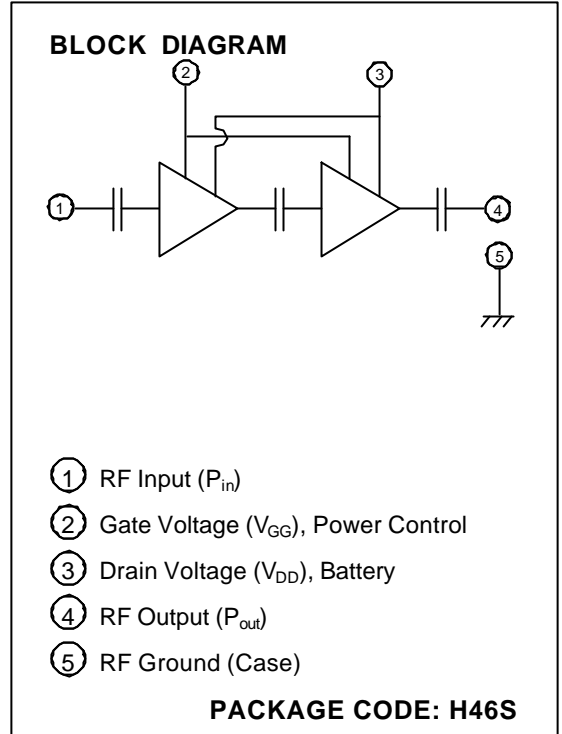 BLOCK DIAGRAM
2 3
1 4
5
1 RF Input (Pin)
2 Gate Voltage (VGG), Power Control
3 Drain Voltage (VDD), Battery
4 RF Output (Pout)
5 RF Ground (Case)
PACKAGE CODE: H46S